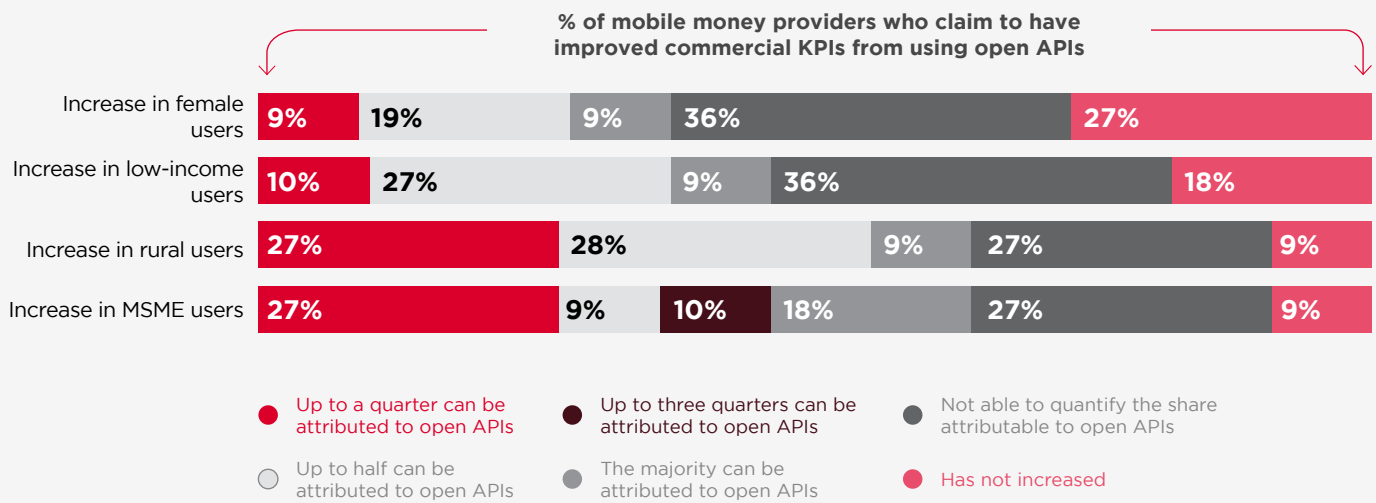 % of mobile money providers who claim to have
improved commercial KPIs from using open APIs
Increase in female
users
9% 19% 9% 36% 27%
Increase in low-income
users
10% 27% 9% 36% 18%
Increase in rural users
27% 28% 9% 27% 9%
Increase in MSME users
27% 9% 10% 18% 27% 9%
Up to a quarter can be
attributed to open APIs
Up to three quarters can be
attributed to open APIs
Not able to quantify the share
attributable to open APIs
Up to half can be
attributed to open APIs
The majority can be
attributed to open APIs
Has not increased